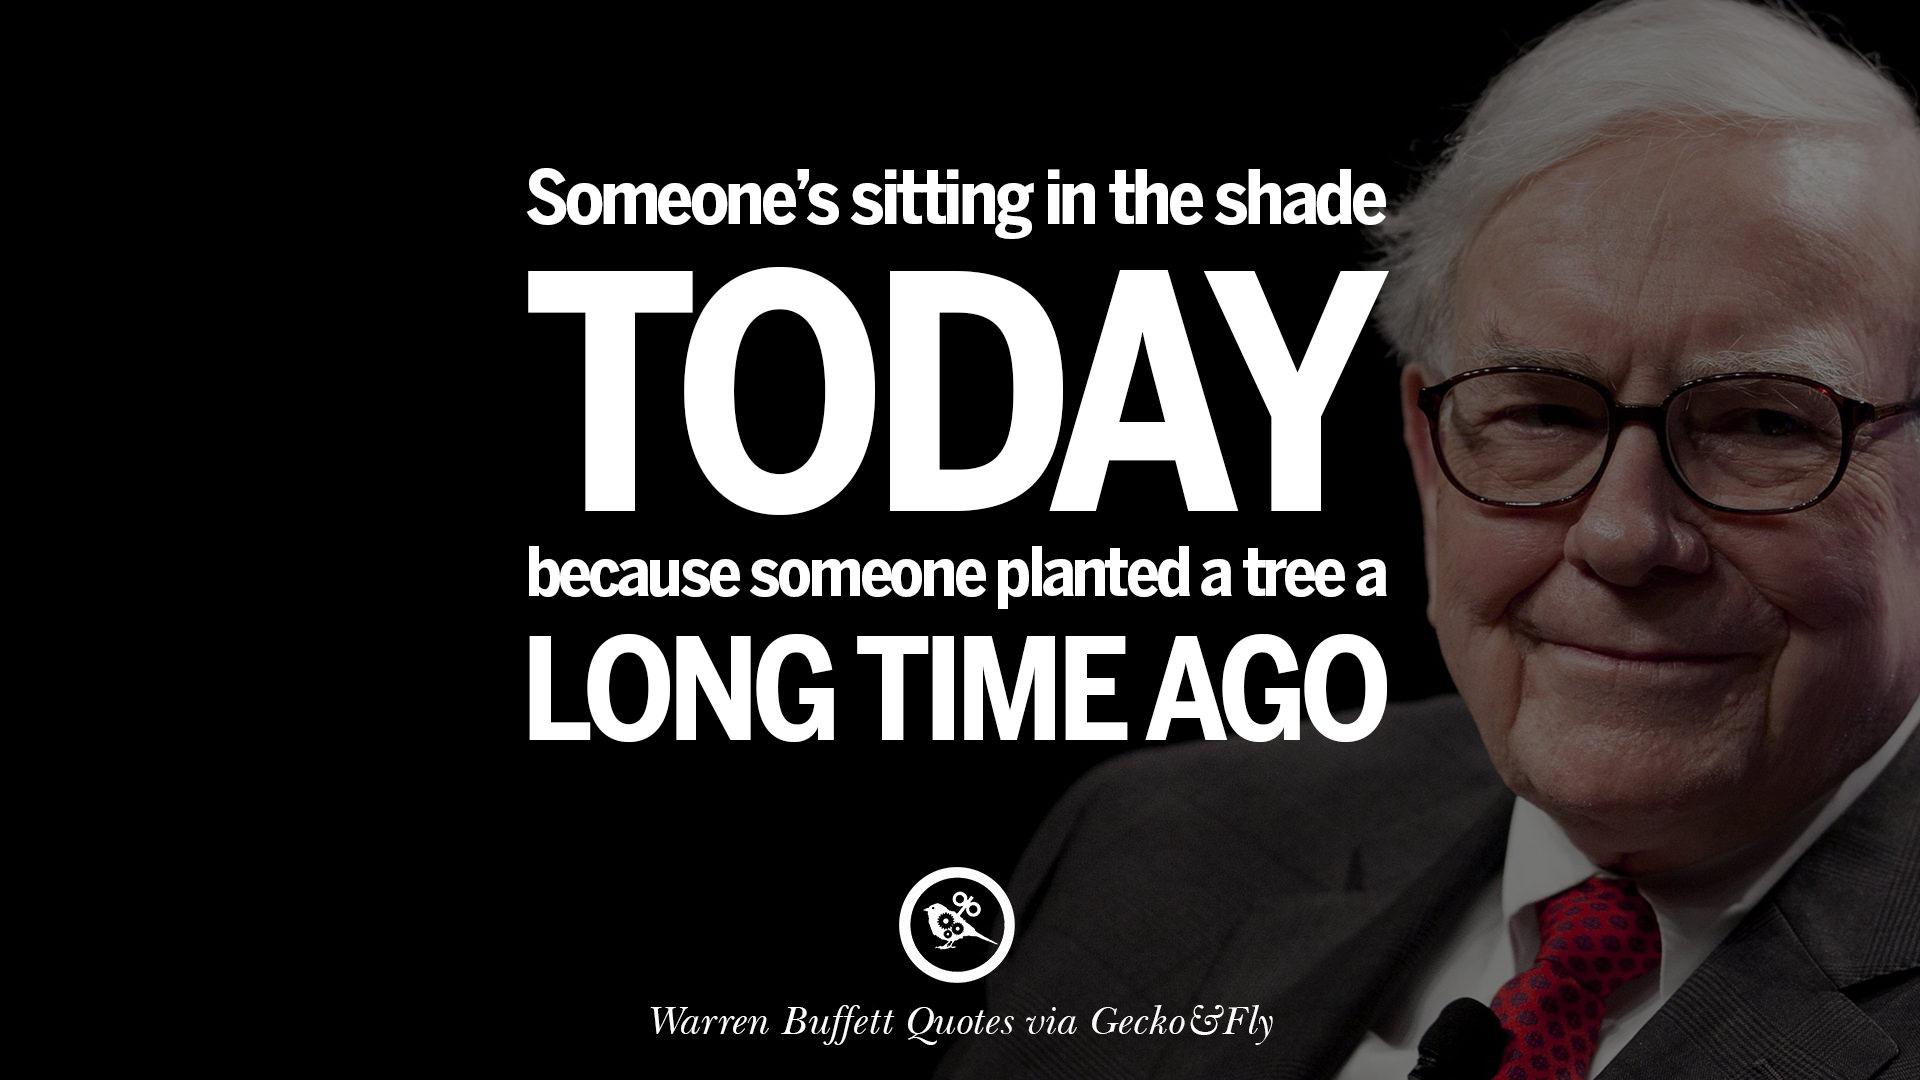 Someone’s sitting in the shade
TODAY
because someone planted a tree a
LONG TIME AGO
Warren Buffett Quotes via Gecko&Fly